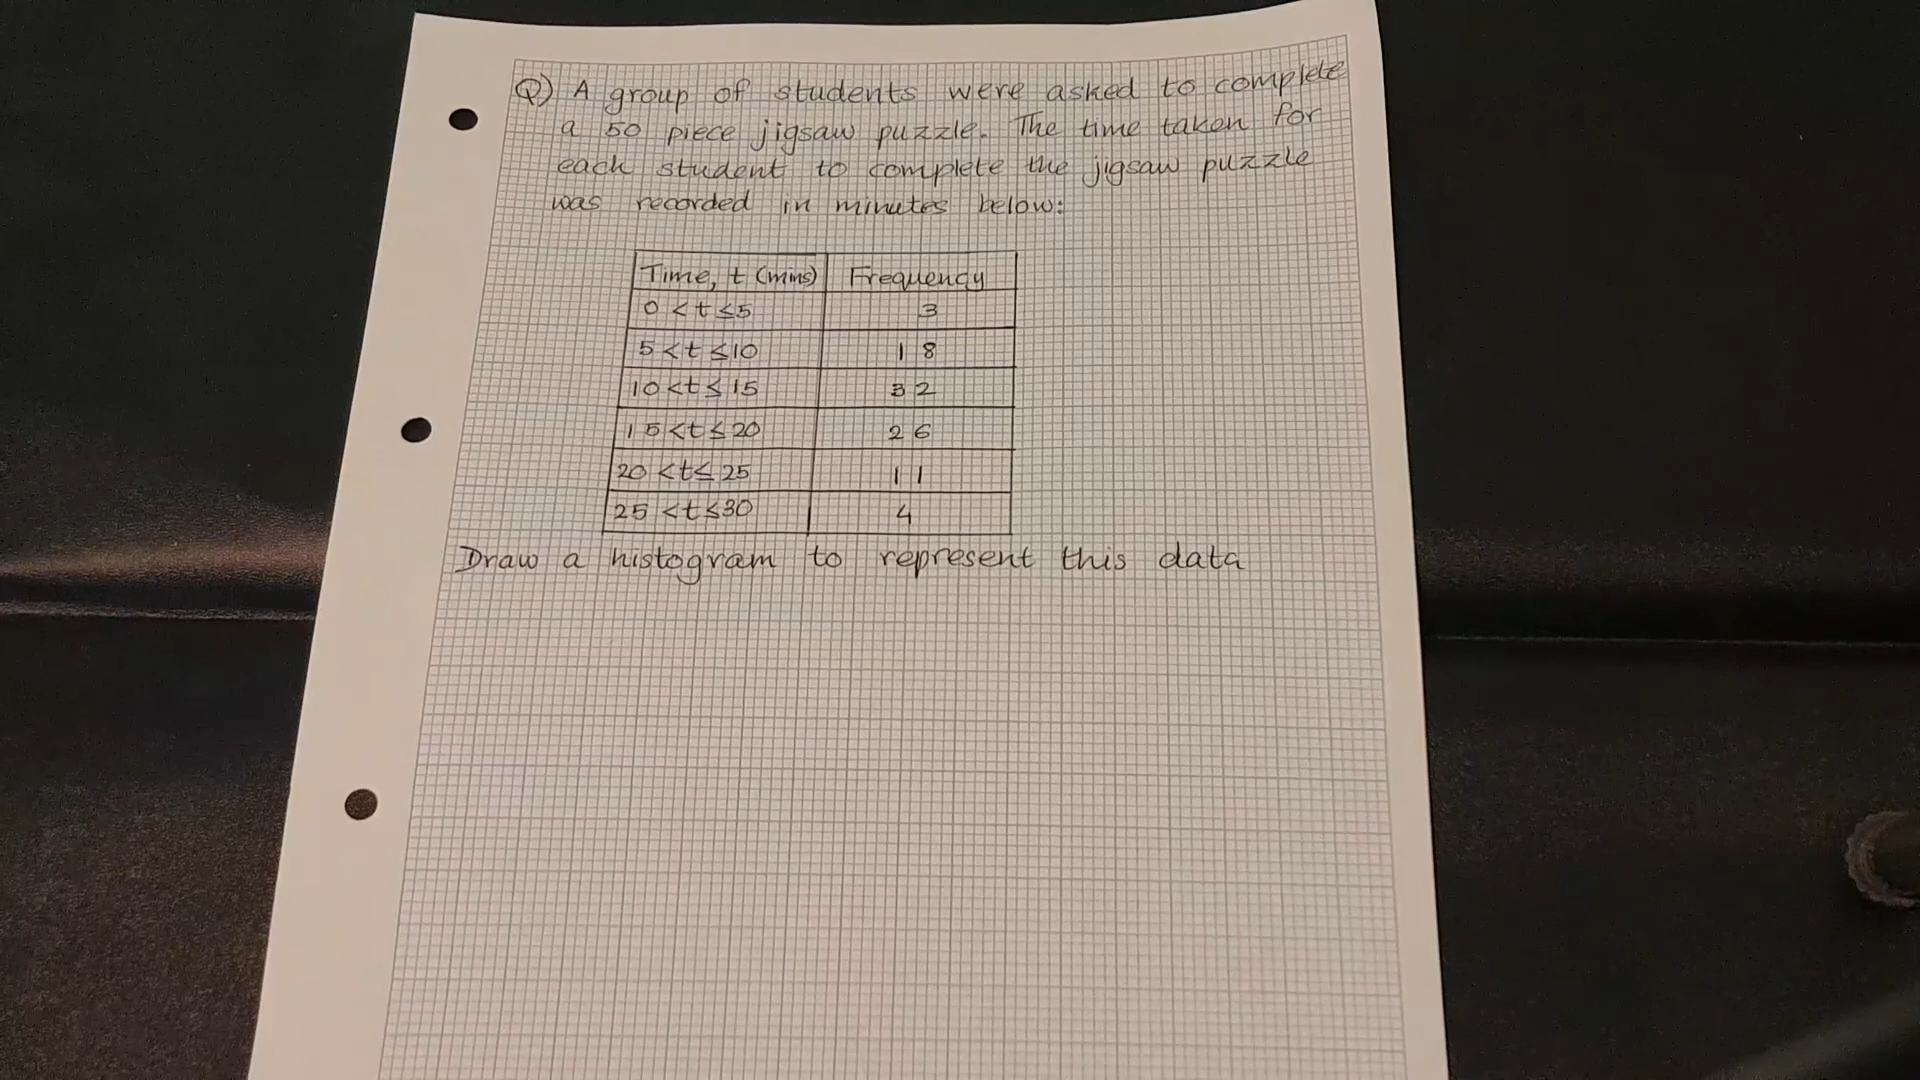 Q) A group of students were asked to complete
a 50 piece jigsaw puzzle. The time taken for
each student to complete the jigsaw puzzle
was recorded in minutes below:
Time, t (mins) Frequency
0 < t ≤ 5 3
5 < t ≤ 10 18
10 < t ≤ 15 32
15 < t ≤ 20 26
20 < t ≤ 25 11
25 < t ≤ 30 4
Draw a histogram to represent this data